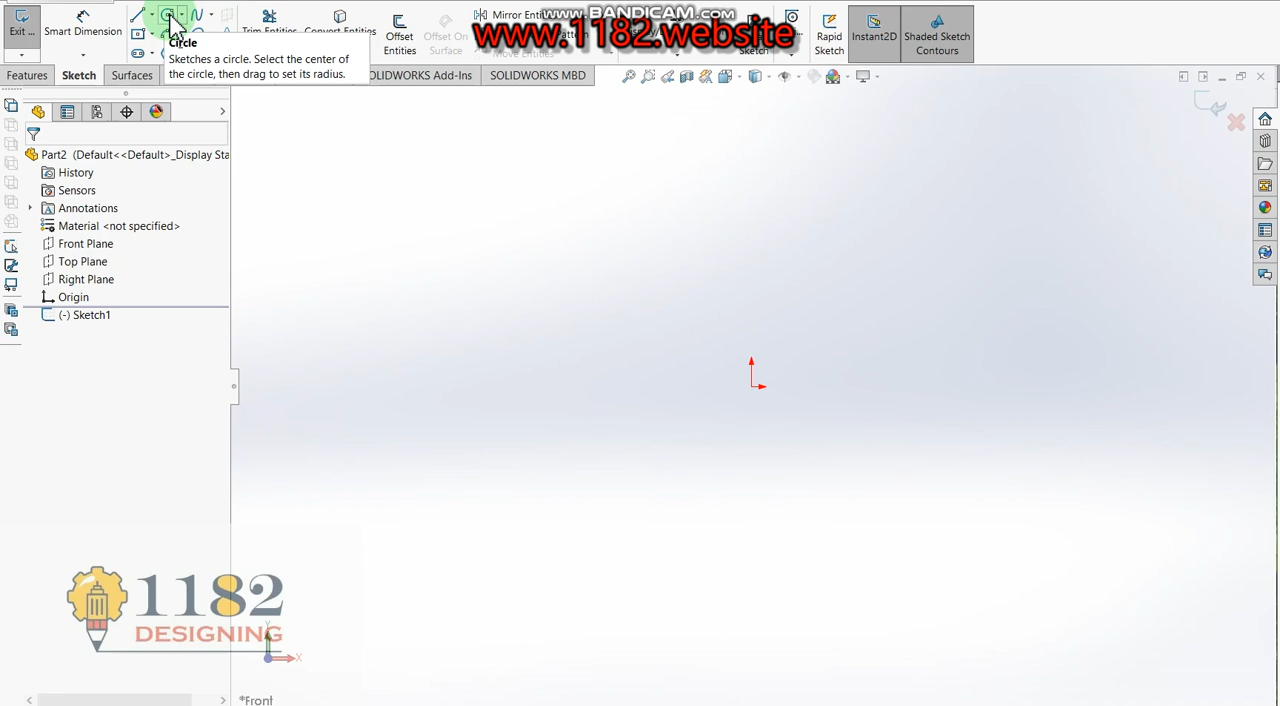 Exit ...
Smart Dimension
Trim Entities
Convert Entities
Offset Entities
Offset On Surface
Mirror Entities
Move Entities
Sketch
Rapid Sketch
Instant2D
Shaded Sketch Contours
www.BANDICAM.com
www.1182.website
Circle
Sketches a circle. Select the center of
the circle, then drag to set its radius.
Features
Sketch
Surfaces
SOLIDWORKS Add-Ins
SOLIDWORKS MBD
Part2 (Default<<Default>_Display Sta
History
Sensors
Annotations
Material <not specified>
Front Plane
Top Plane
Right Plane
Origin
(-) Sketch1
1182
DESIGNING
Y
X
*Front